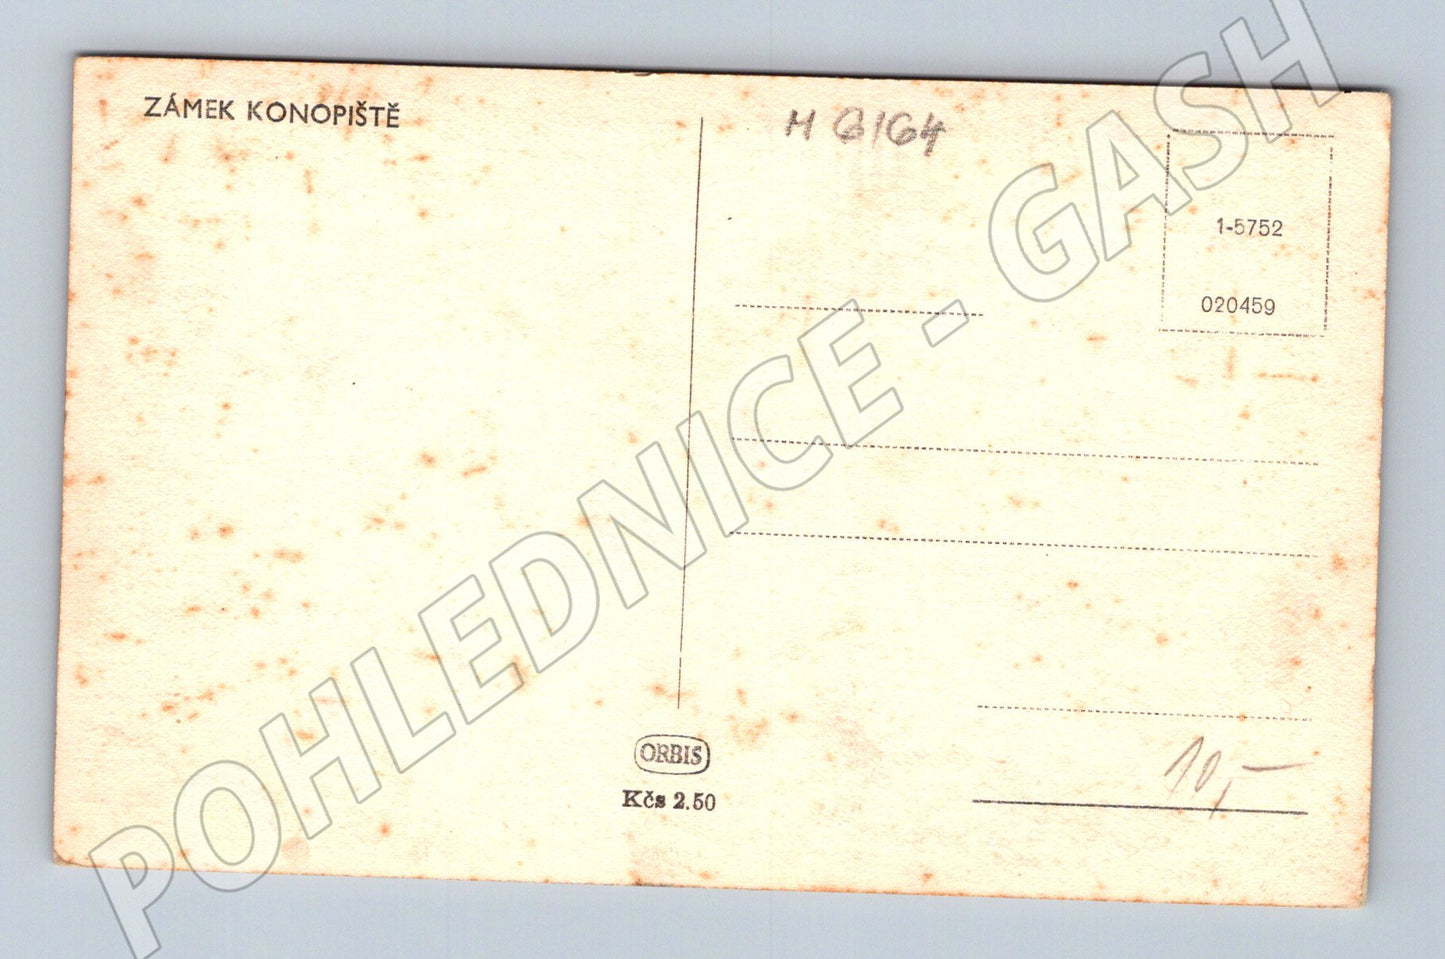 ZÁMEK KONOPIŠTĚ
H 6164
1-5752
020459
ORBIS
Kčs 2.50
10,—
POHLEDNICE - GASH